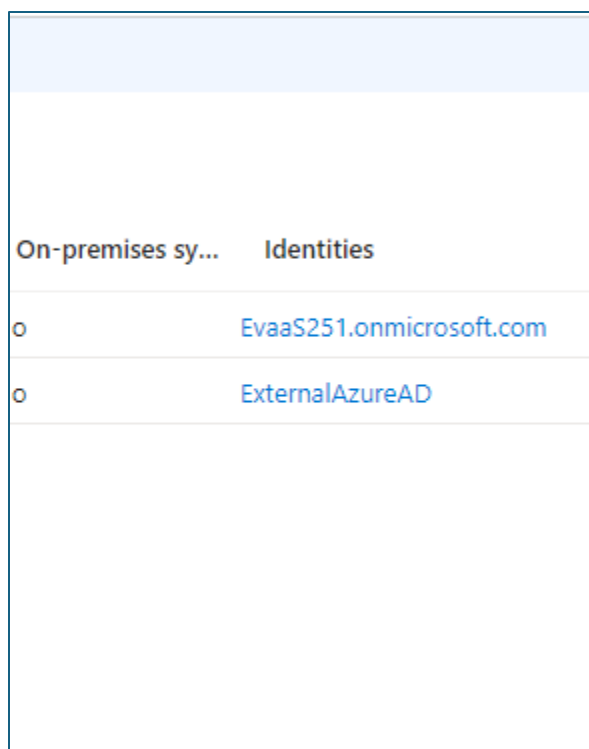 On-premises sy... Identities
o EvaaS251.onmicrosoft.com
o ExternalAzureAD